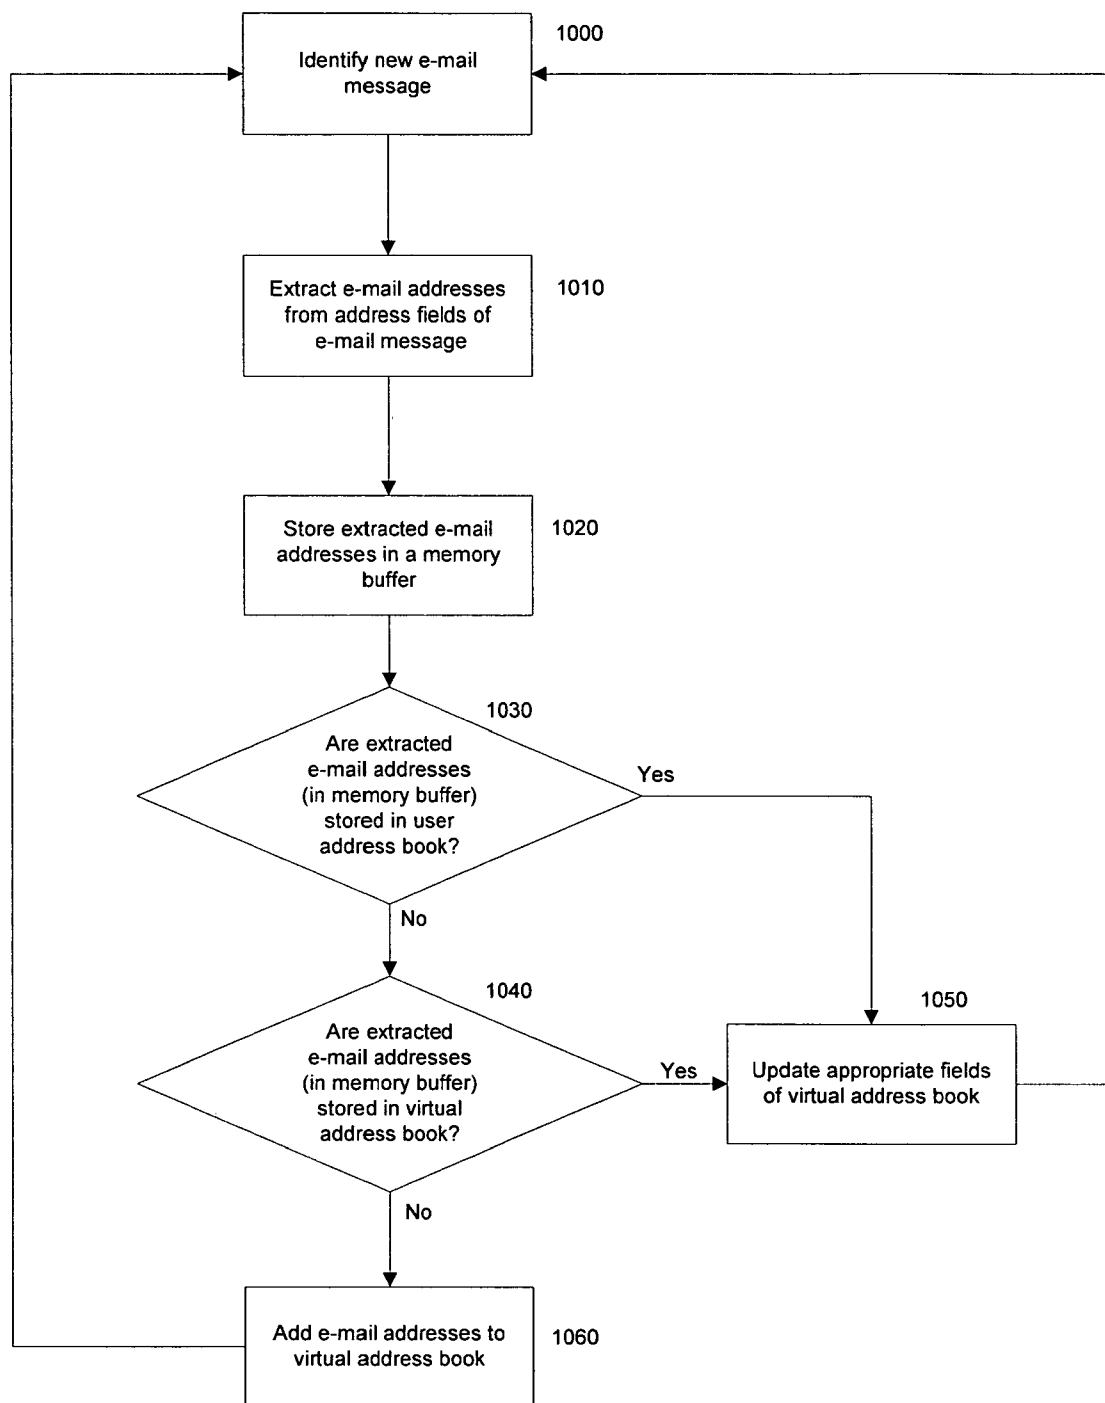 1000
Identify new e-mail
message
Extract e-mail addresses
from address fields of
e-mail message
1010
Store extracted e-mail
addresses in a memory
buffer
1020
1030
Are extracted
e-mail addresses
(in memory buffer)
stored in user
address book?
Yes
No
1040
Are extracted
e-mail addresses
(in memory buffer)
stored in virtual
address book?
Yes
1050
Update appropriate fields
of virtual address book
No
Add e-mail addresses to
virtual address book
1060